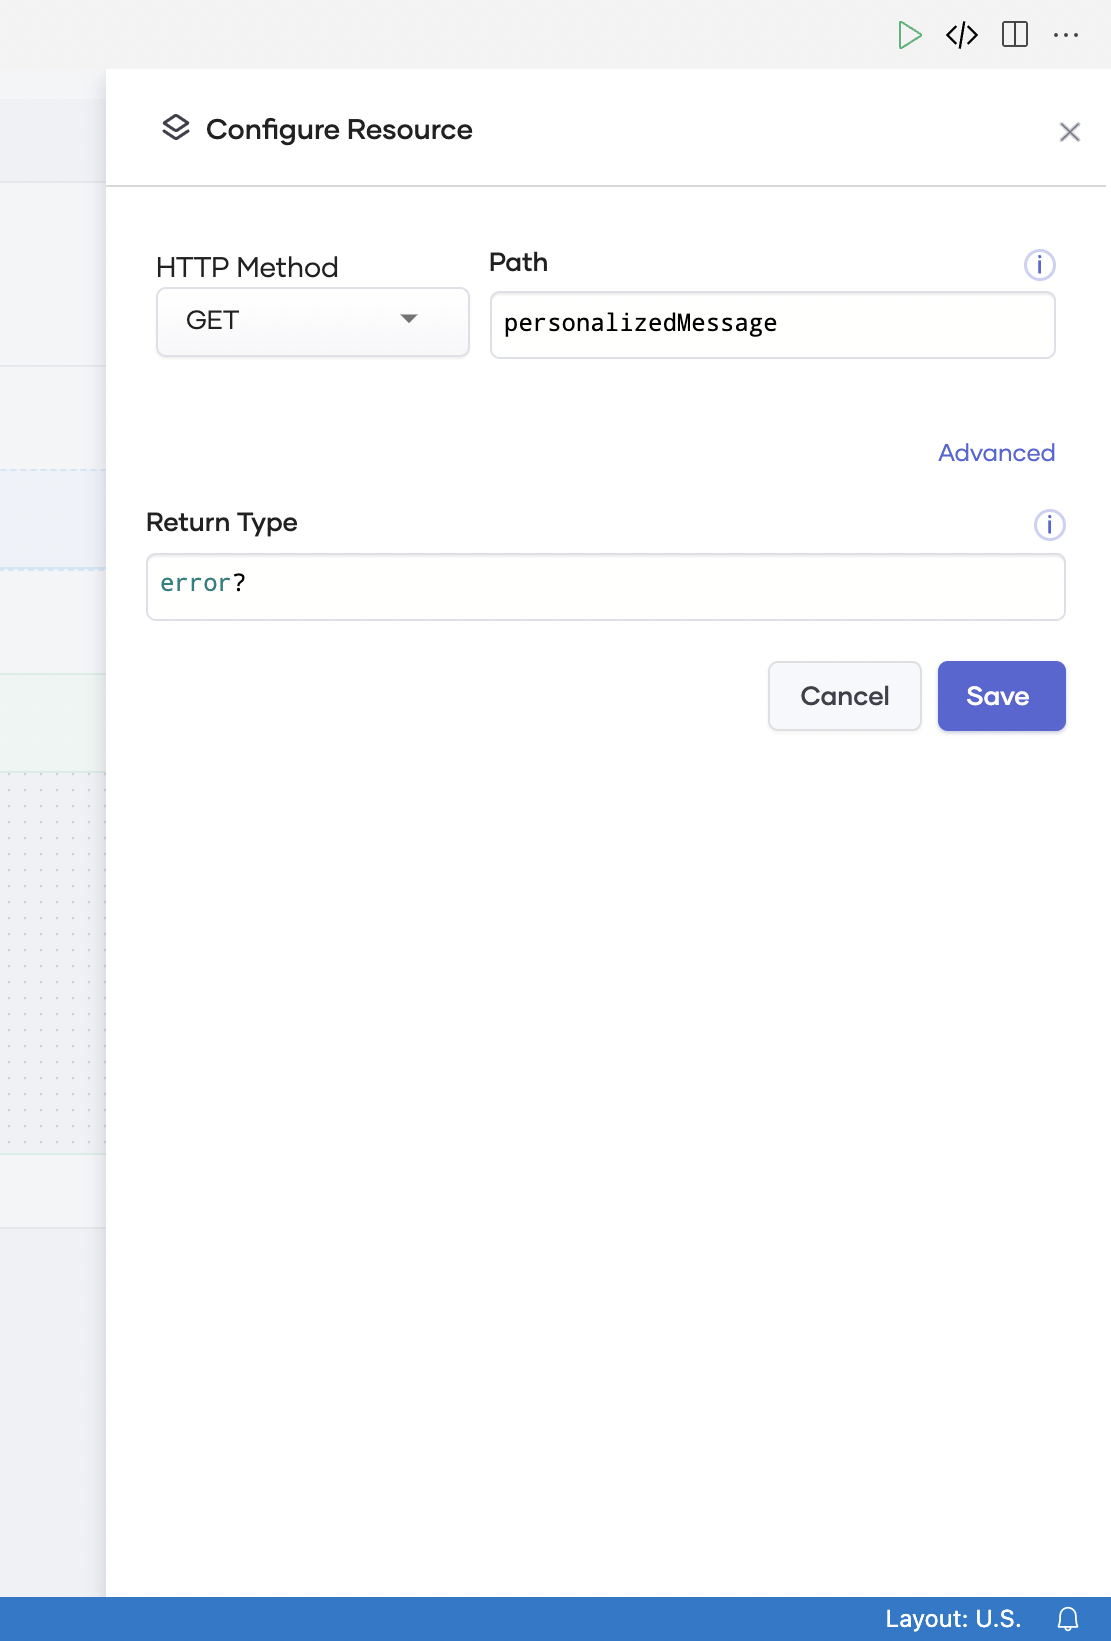 Configure Resource
HTTP Method
Path
GET
personalizedMessage
Advanced
Return Type
error?
Cancel
Save
Layout: U.S.